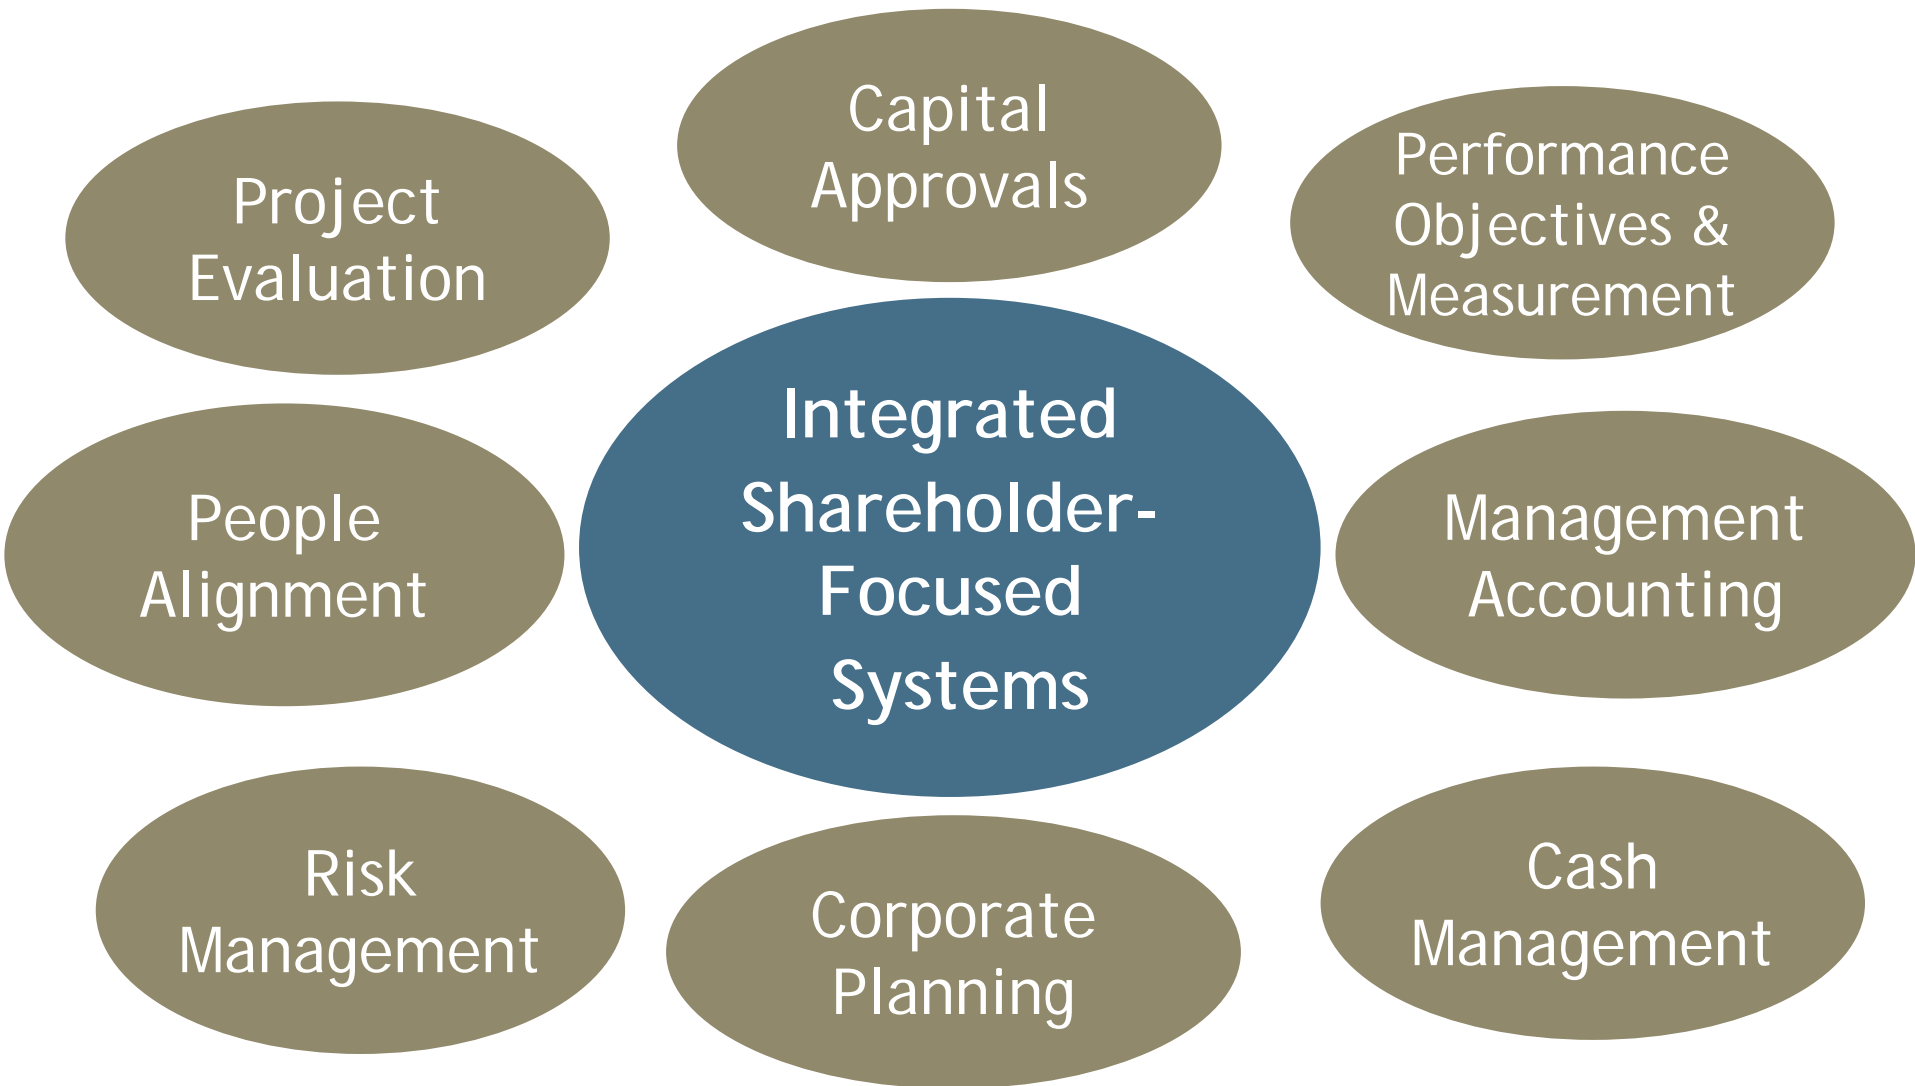 Capital
Approvals
Project
Evaluation
Performance
Objectives &
Measurement
Integrated
Shareholder-
Focused
Systems
People
Alignment
Management
Accounting
Risk
Management
Corporate
Planning
Cash
Management